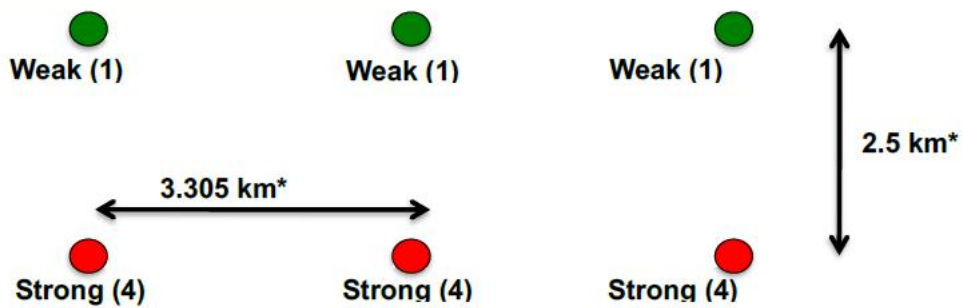 Weak (1)
Weak (1)
Weak (1)
2.5 km*
3.305 km*
Strong (4)
Strong (4)
Strong (4)